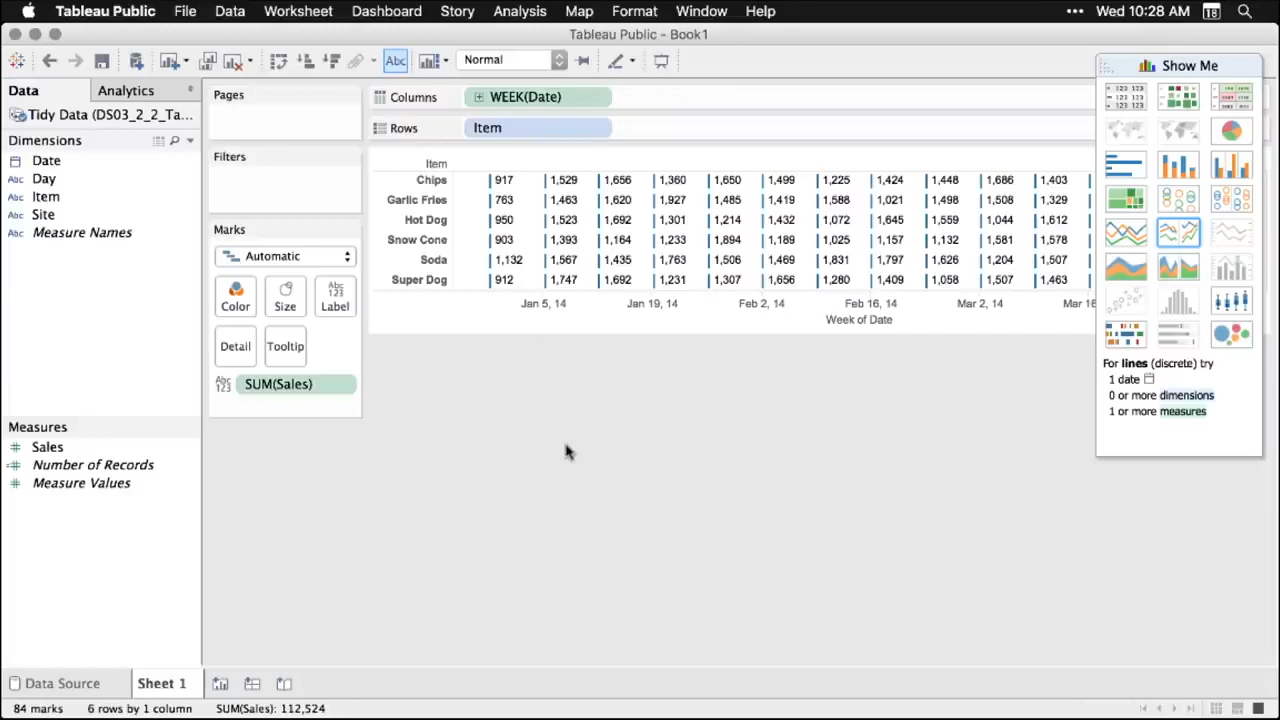 Tableau Public File Data Worksheet Dashboard Story Analysis Map Format Window Help Wed 10:28 AM 18
Tableau Public - Book1
Abc Normal
Show Me
Data Analytics
Tidy Data (DS03_2_2_Ta...
Dimensions
Date
Abc Day
Abc Item
Abc Site
Abc Measure Names
Measures
Sales
Number of Records
Measure Values
Pages
Filters
Marks
Automatic
Color Size Abc 123 Label
Detail Tooltip
Abc 123 SUM(Sales)
Columns WEEK(Date)
Rows Item
Item
Chips 917 1,529 1,656 1,360 1,650 1,499 1,225 1,424 1,448 1,686 1,403
Garlic Fries 763 1,463 1,620 1,927 1,485 1,419 1,588 1,021 1,498 1,508 1,329
Hot Dog 950 1,523 1,692 1,301 1,214 1,432 1,072 1,645 1,559 1,044 1,612
Snow Cone 903 1,393 1,164 1,233 1,894 1,189 1,025 1,157 1,132 1,581 1,578
Soda 1,132 1,567 1,435 1,763 1,506 1,469 1,831 1,797 1,626 1,204 1,507
Super Dog 912 1,747 1,692 1,231 1,307 1,656 1,280 1,409 1,058 1,507 1,463
Jan 5, 14 Jan 19, 14 Feb 2, 14 Feb 16, 14 Mar 2, 14 Mar 16
Week of Date
For lines (discrete) try
1 date
0 or more dimensions
1 or more measures
Data Source Sheet 1
84 marks 6 rows by 1 column SUM(Sales): 112,524